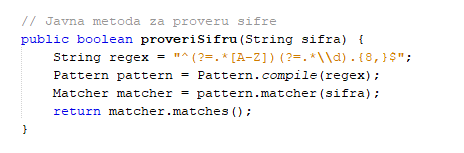 // Javna metoda za proveru sifre
public boolean proveriSifru(String sifra) {
    String regex = "^(?=.*[A-Z])(?=.*\\d).{8,}$";
    Pattern pattern = Pattern.compile(regex);
    Matcher matcher = pattern.matcher(sifra);
    return matcher.matches();
}